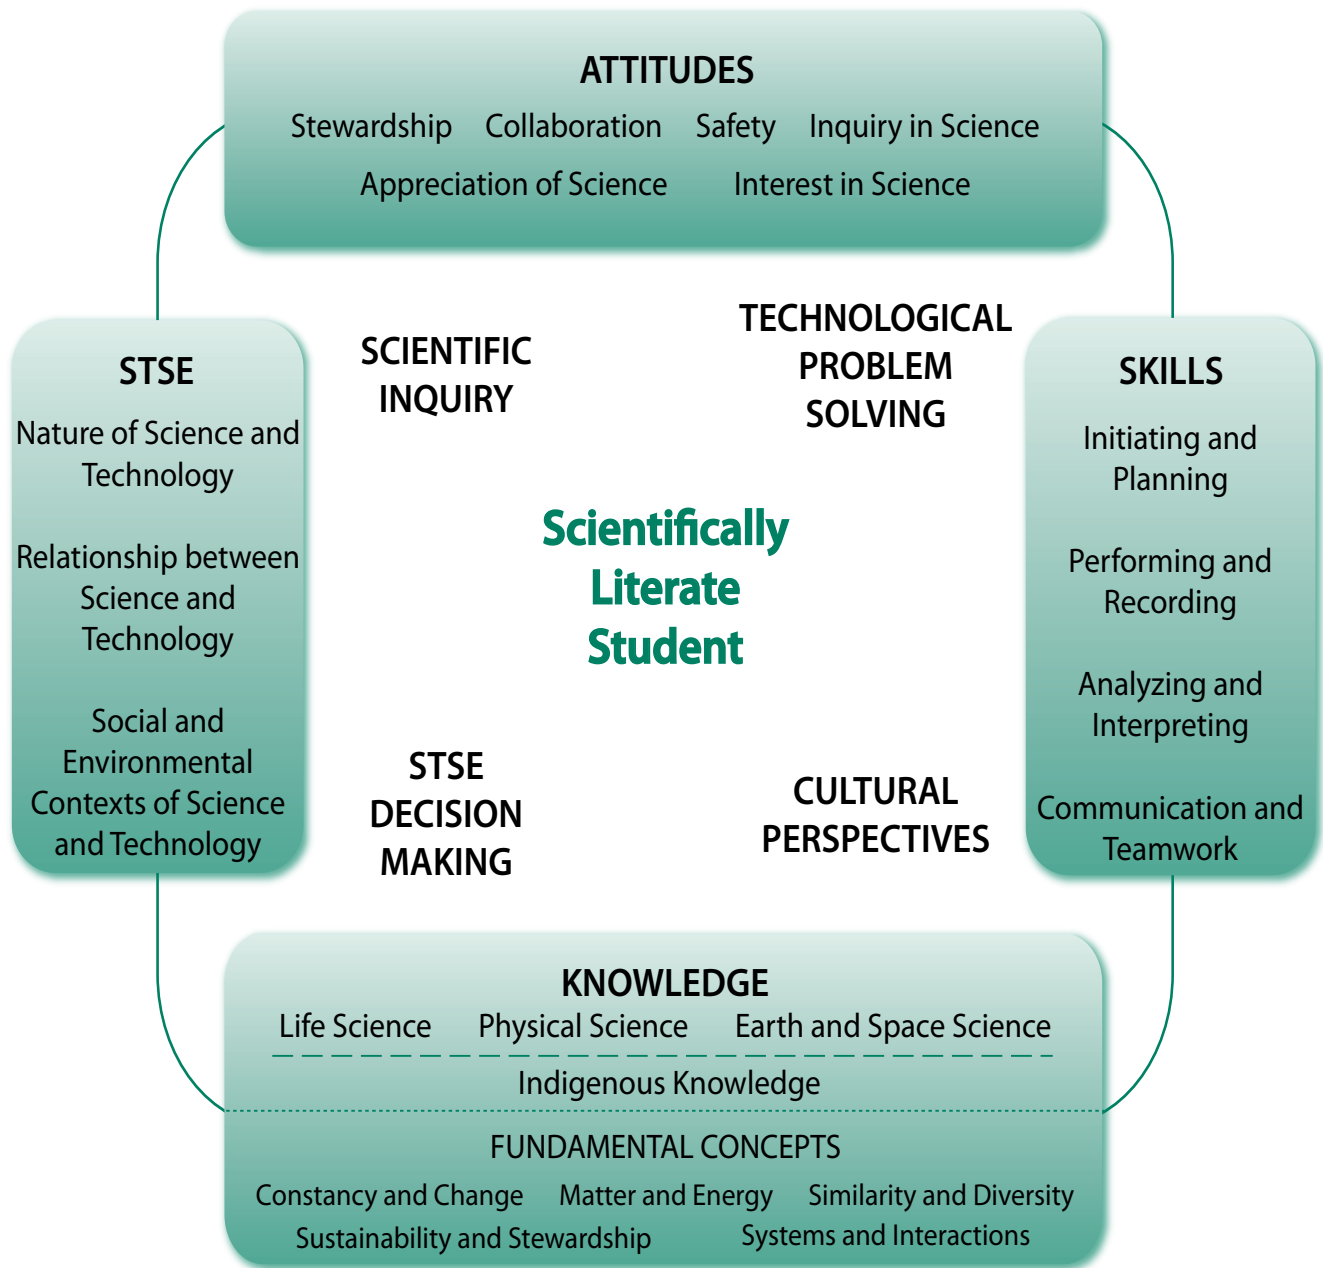 ATTITUDES
Stewardship Collaboration Safety Inquiry in Science
Appreciation of Science Interest in Science
STSE
Nature of Science and
Technology
Relationship between
Science and
Technology
Social and
Environmental
Contexts of Science
and Technology
SCIENTIFIC
INQUIRY
TECHNOLOGICAL
PROBLEM
SOLVING
Scientifically
Literate
Student
STSE
DECISION
MAKING
CULTURAL
PERSPECTIVES
SKILLS
Initiating and
Planning
Performing and
Recording
Analyzing and
Interpreting
Communication and
Teamwork
KNOWLEDGE
Life Science Physical Science Earth and Space Science
Indigenous Knowledge
FUNDAMENTAL CONCEPTS
Constancy and Change Matter and Energy Similarity and Diversity
Sustainability and Stewardship Systems and Interactions